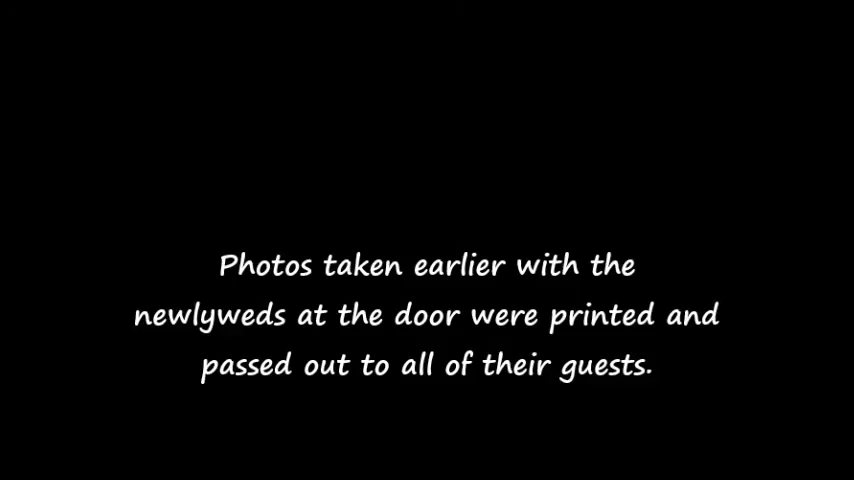 Photos taken earlier with the
newlyweds at the door were printed and
passed out to all of their guests.